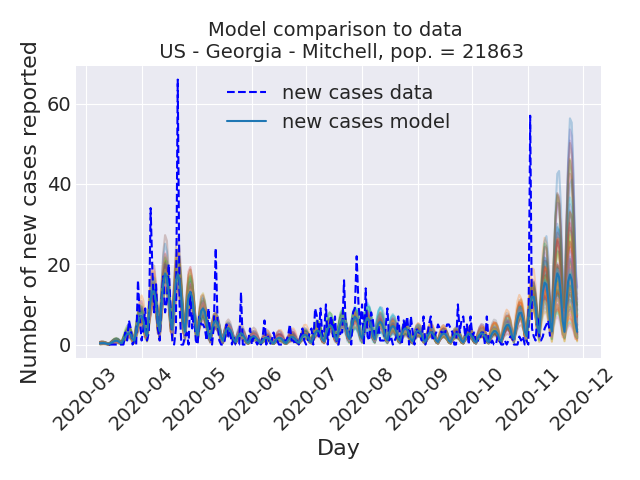 Model comparison to data
US - Georgia - Mitchell, pop. = 21863
new cases data
new cases model
Number of new cases reported
60
40
20
0
2020-03
2020-04
2020-05
2020-06
2020-07
2020-08
2020-09
2020-10
2020-11
2020-12
Day